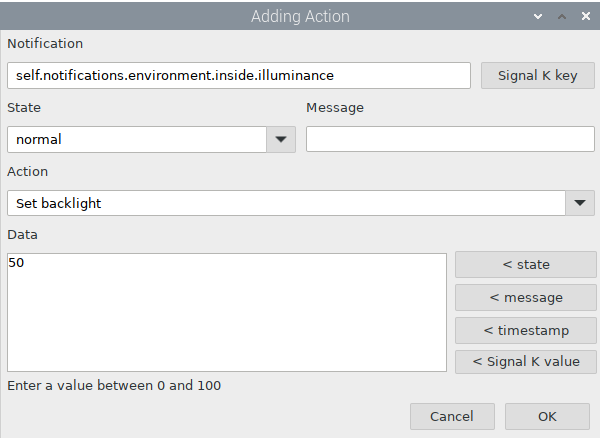 Adding Action
Notification
self.notifications.environment.inside.illuminance
Signal K key
State
Message
normal
Action
Set backlight
Data
50
< state
< message
< timestamp
< Signal K value
Enter a value between 0 and 100
Cancel
OK